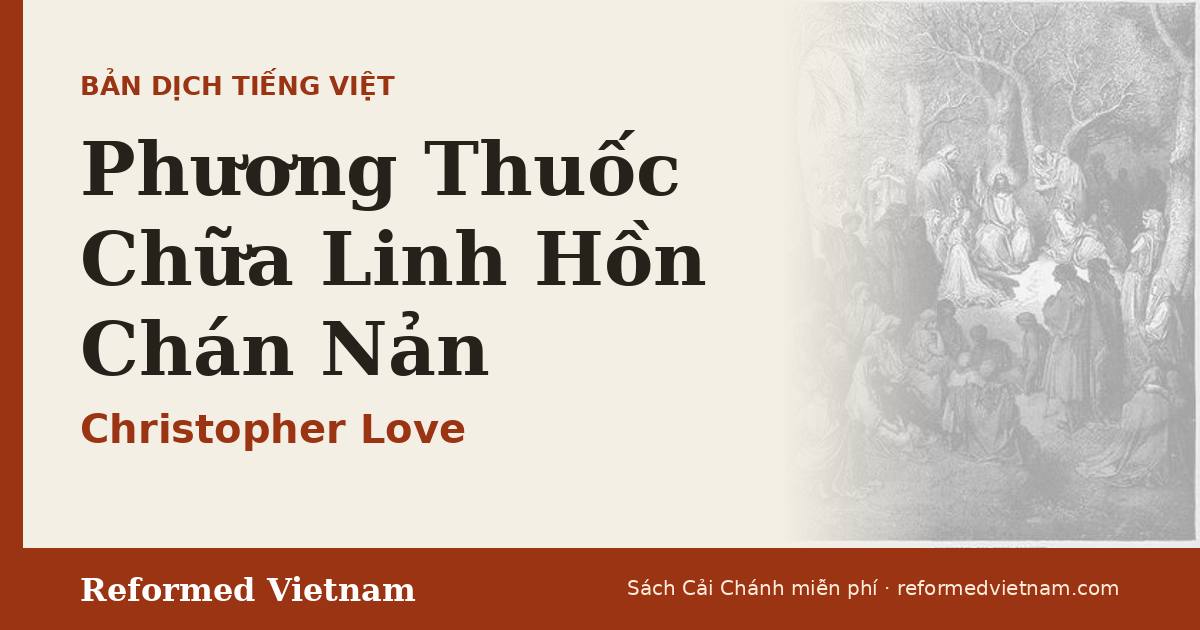 BẢN DỊCH TIẾNG VIỆT
Phương Thuốc
Chữa Linh Hồn
Chán Nản
Christopher Love
Reformed Vietnam
Sách Cải Chánh miễn phí · reformedvietnam.com